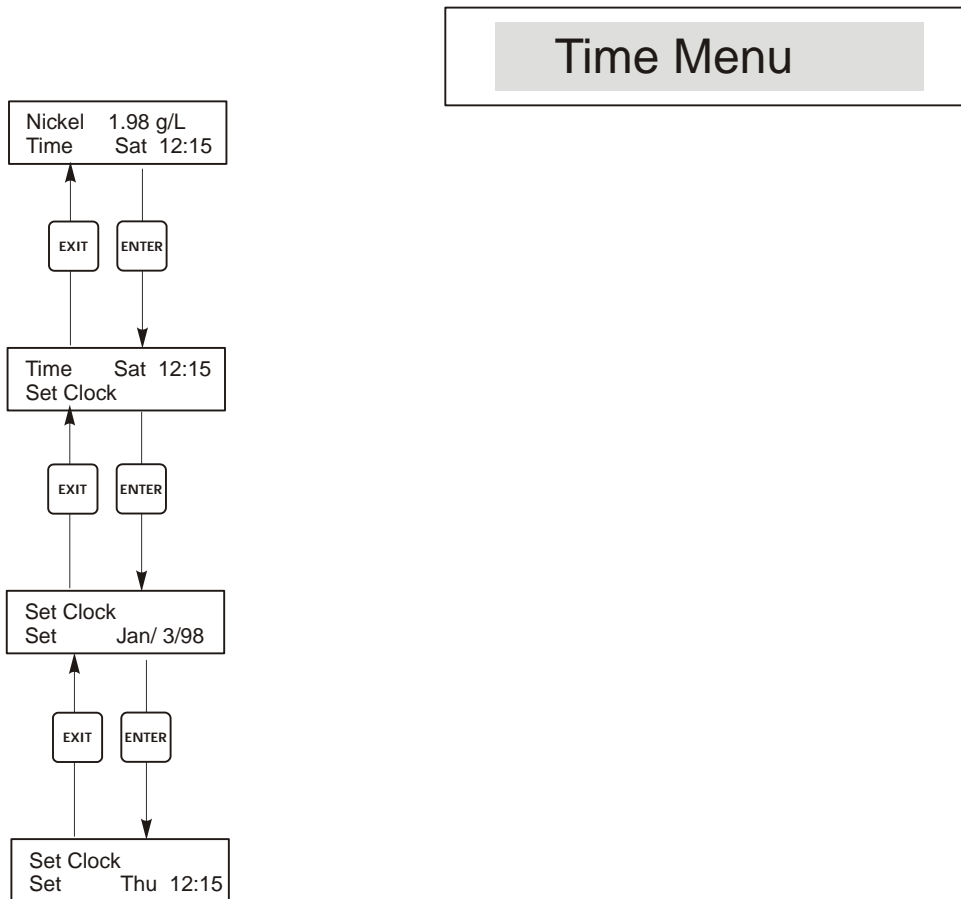 Time Menu
Nickel 1.98 g/L
Time Sat 12:15
EXIT ENTER
Time Sat 12:15
Set Clock
EXIT ENTER
Set Clock
Set Jan/ 3/98
EXIT ENTER
Set Clock
Set Thu 12:15